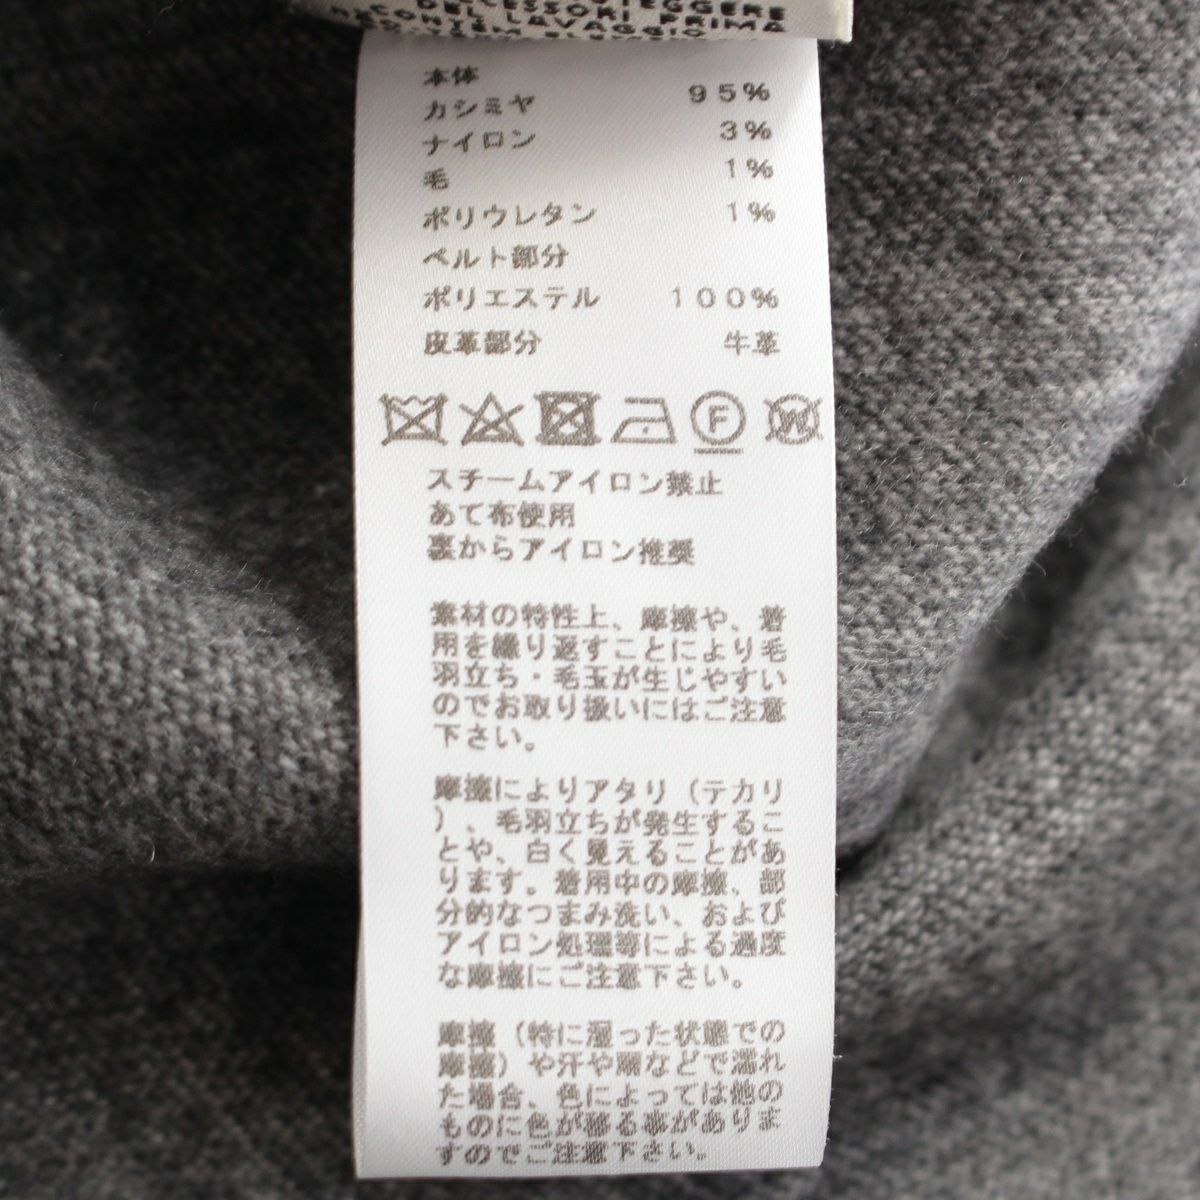 ACCESSORI
LEGGERE
LAVAGGIO
PRIMA
本体
カシミヤ 95%
ナイロン 3%
毛 1%
ポリウレタン 1%
ベルト部分
ポリエステル 100%
皮革部分 牛革
F W
スチームアイロン禁止
あて布使用
裏からアイロン推奨
素材の特性上、摩擦や、着
用を繰り返すことにより毛
羽立ち・毛玉が生じやすい
のでお取り扱いにはご注意
下さい。
摩擦によりアタリ(テカリ
)、毛羽立ちが発生するこ
とや、白く見えることがあ
ります。着用中の摩擦、部
分的なつまみ洗い、および
アイロン処理等による過度
な摩擦にご注意下さい。
摩擦(特に湿った状態での
摩擦)や汗や雨などで濡れ
た場合、色によっては他の
ものに色が移る事がありま
すのでご注意下さい。